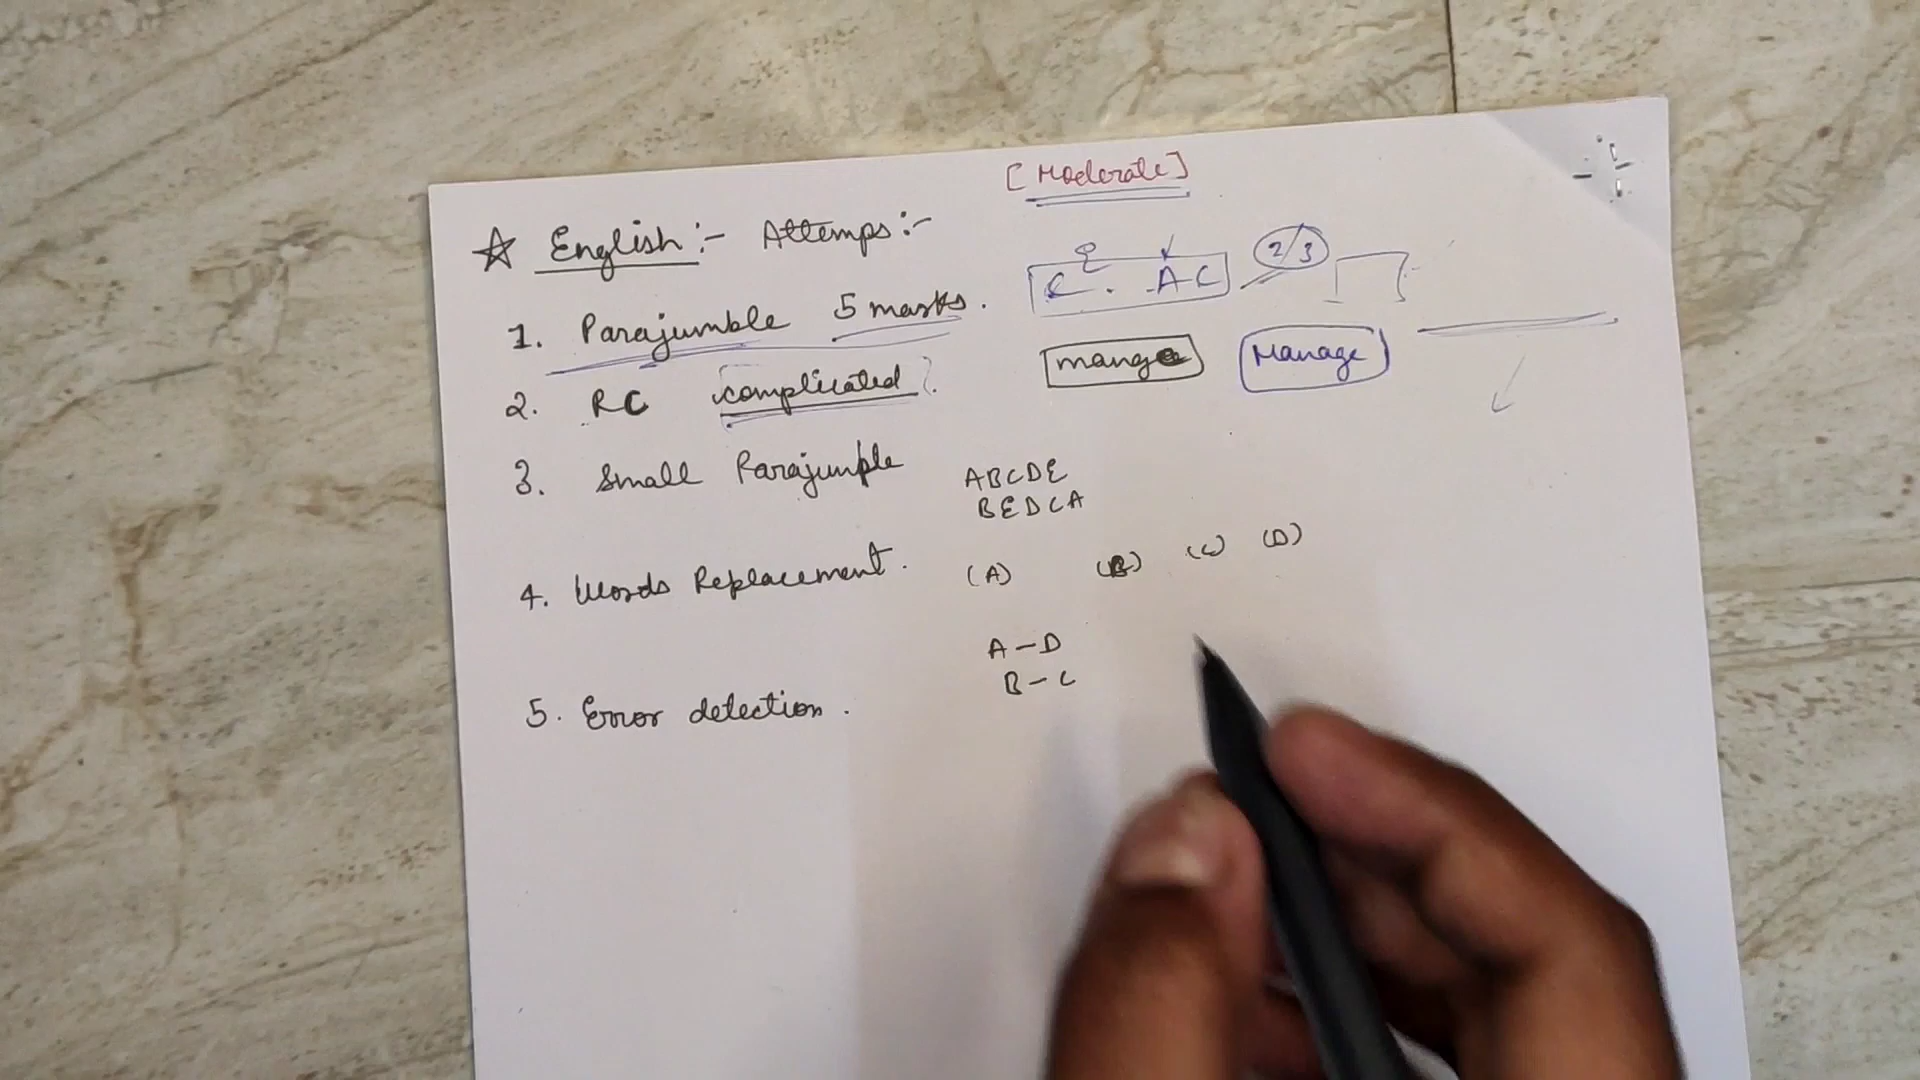 [Moderate]
☆ English:- Attemps:-
E
C . AC 2/3
1. Parajumble 5 marks.
mange Manage
2. RC complicated.
3. Small Parajumple
ABCDE
BEDCA
4. Words Replacement. (A) (B) (C) (D)
A-D
B-C
5. Error detection.